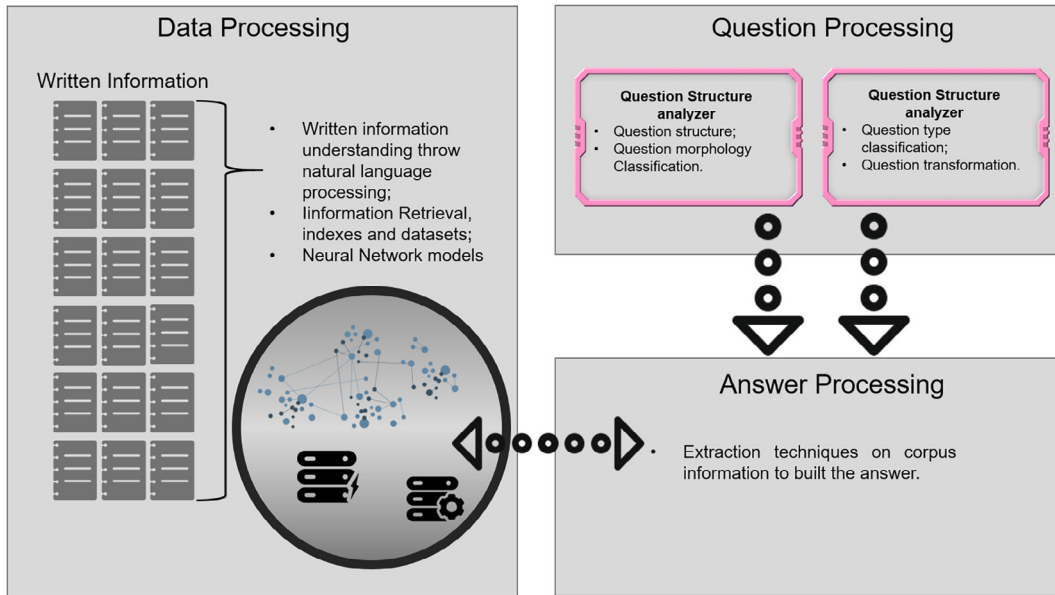 Data Processing
Written Information
• Written information
understanding throw
natural language
processing;
• Iinformation Retrieval,
indexes and datasets;
• Neural Network models
Question Processing
Question Structure
analyzer
• Question structure;
• Question morphology
Classification.
Question Structure
analyzer
• Question type
classification;
• Question transformation.
Answer Processing
• Extraction techniques on corpus
information to built the answer.